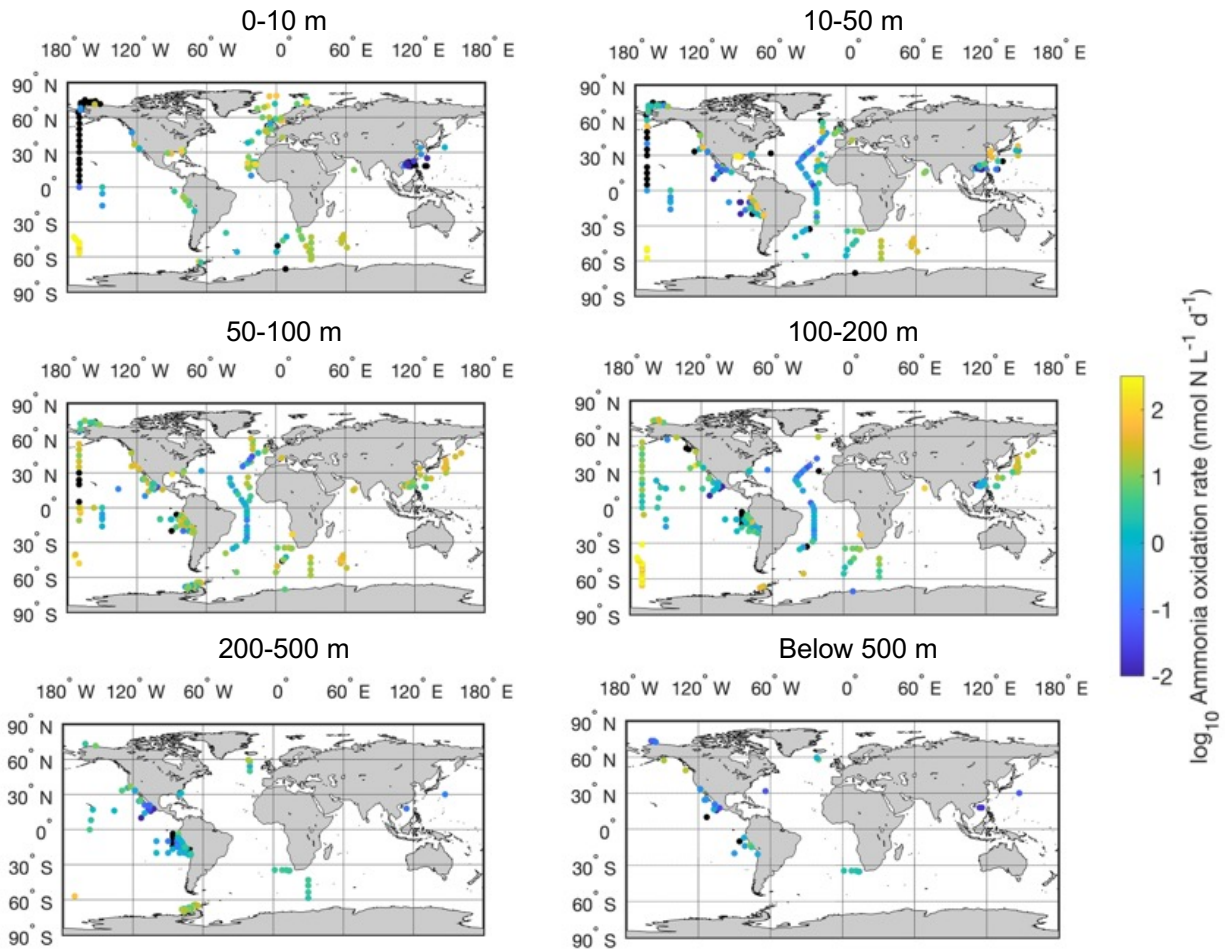 0-10 m
180° W 120° W 60° W 0° 60° E 120° E 180° E
90° N
60° N
30° N
0°
30° S
60° S
90° S
10-50 m
180° W 120° W 60° W 0° 60° E 120° E 180° E
90° N
60° N
30° N
0°
30° S
60° S
90° S
50-100 m
180° W 120° W 60° W 0° 60° E 120° E 180° E
90° N
60° N
30° N
0°
30° S
60° S
90° S
100-200 m
180° W 120° W 60° W 0° 60° E 120° E 180° E
90° N
60° N
30° N
0°
30° S
60° S
90° S
200-500 m
180° W 120° W 60° W 0° 60° E 120° E 180° E
90° N
60° N
30° N
0°
30° S
60° S
90° S
Below 500 m
180° W 120° W 60° W 0° 60° E 120° E 180° E
90° N
60° N
30° N
0°
30° S
60° S
90° S
2
1
0
-1
-2
log10 Ammonia oxidation rate (nmol N L-1 d-1)